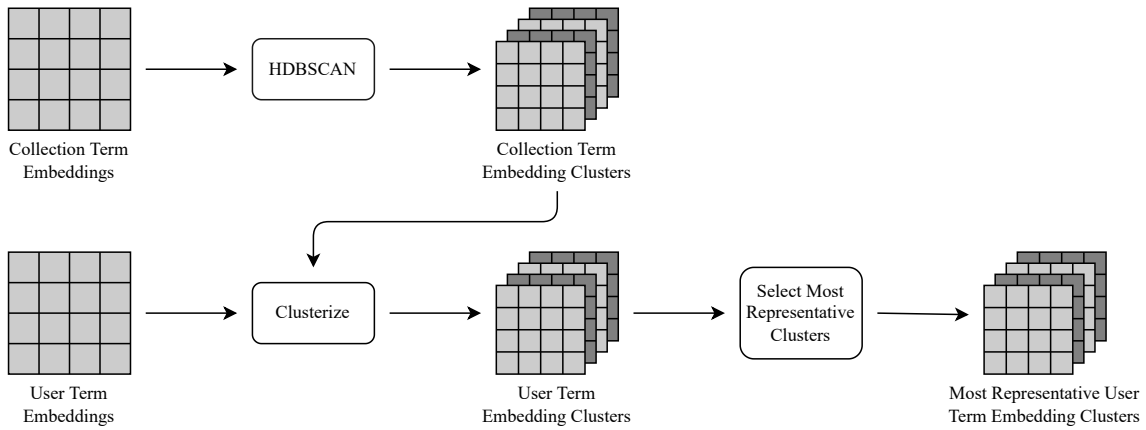 HDBSCAN
Collection Term
Embeddings
Collection Term
Embedding Clusters
Clusterize
Select Most
Representative
Clusters
User Term
Embeddings
User Term
Embedding Clusters
Most Representative User
Term Embedding Clusters